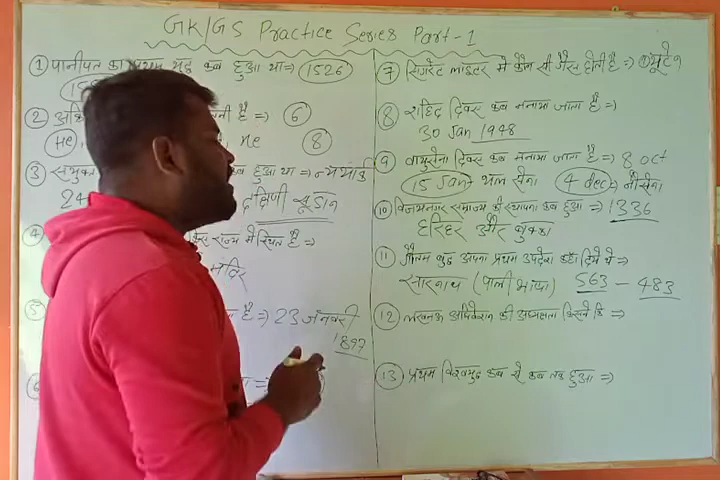 GK/GS Practice Series Part-1
① पानीपत का प्रथम युद्ध कब हुआ था ⇒ 1526
② नी है ⇒ 6
He, Ne 8
③ हुआ था ⇒
24 दक्षिणी सूडान
④ राज्य में स्थित है ⇒
मंदिर
⑤ है ⇒ 23 जनवरी
1897
⑦ सिगरेट लाइटर में कौन सी गैस होती है ⇒ ब्यूटेन
⑧ शहिद दिवस कब मनाया जाता है ⇒
30 Jan 1948
⑨ वायुसेना दिवस कब मनाया जाता है ⇒ 8 oct
15 Jan → थल सेना 4 dec → नौसेना
⑩ विजयनगर सम्राज्य की स्थापना कब हुआ ⇒ 1336
हरिहर और बुक्का
⑪ गौतम बुद्ध अपना प्रथम उपदेश कहाँ दिये थे ⇒
सारनाथ (पाली भाषा) 563 - 483
⑫ लखनऊ अधिवेशन की अध्यक्षता किसने कि ⇒
⑬ प्रथम विश्वयुद्ध कब से कब तक हुआ ⇒